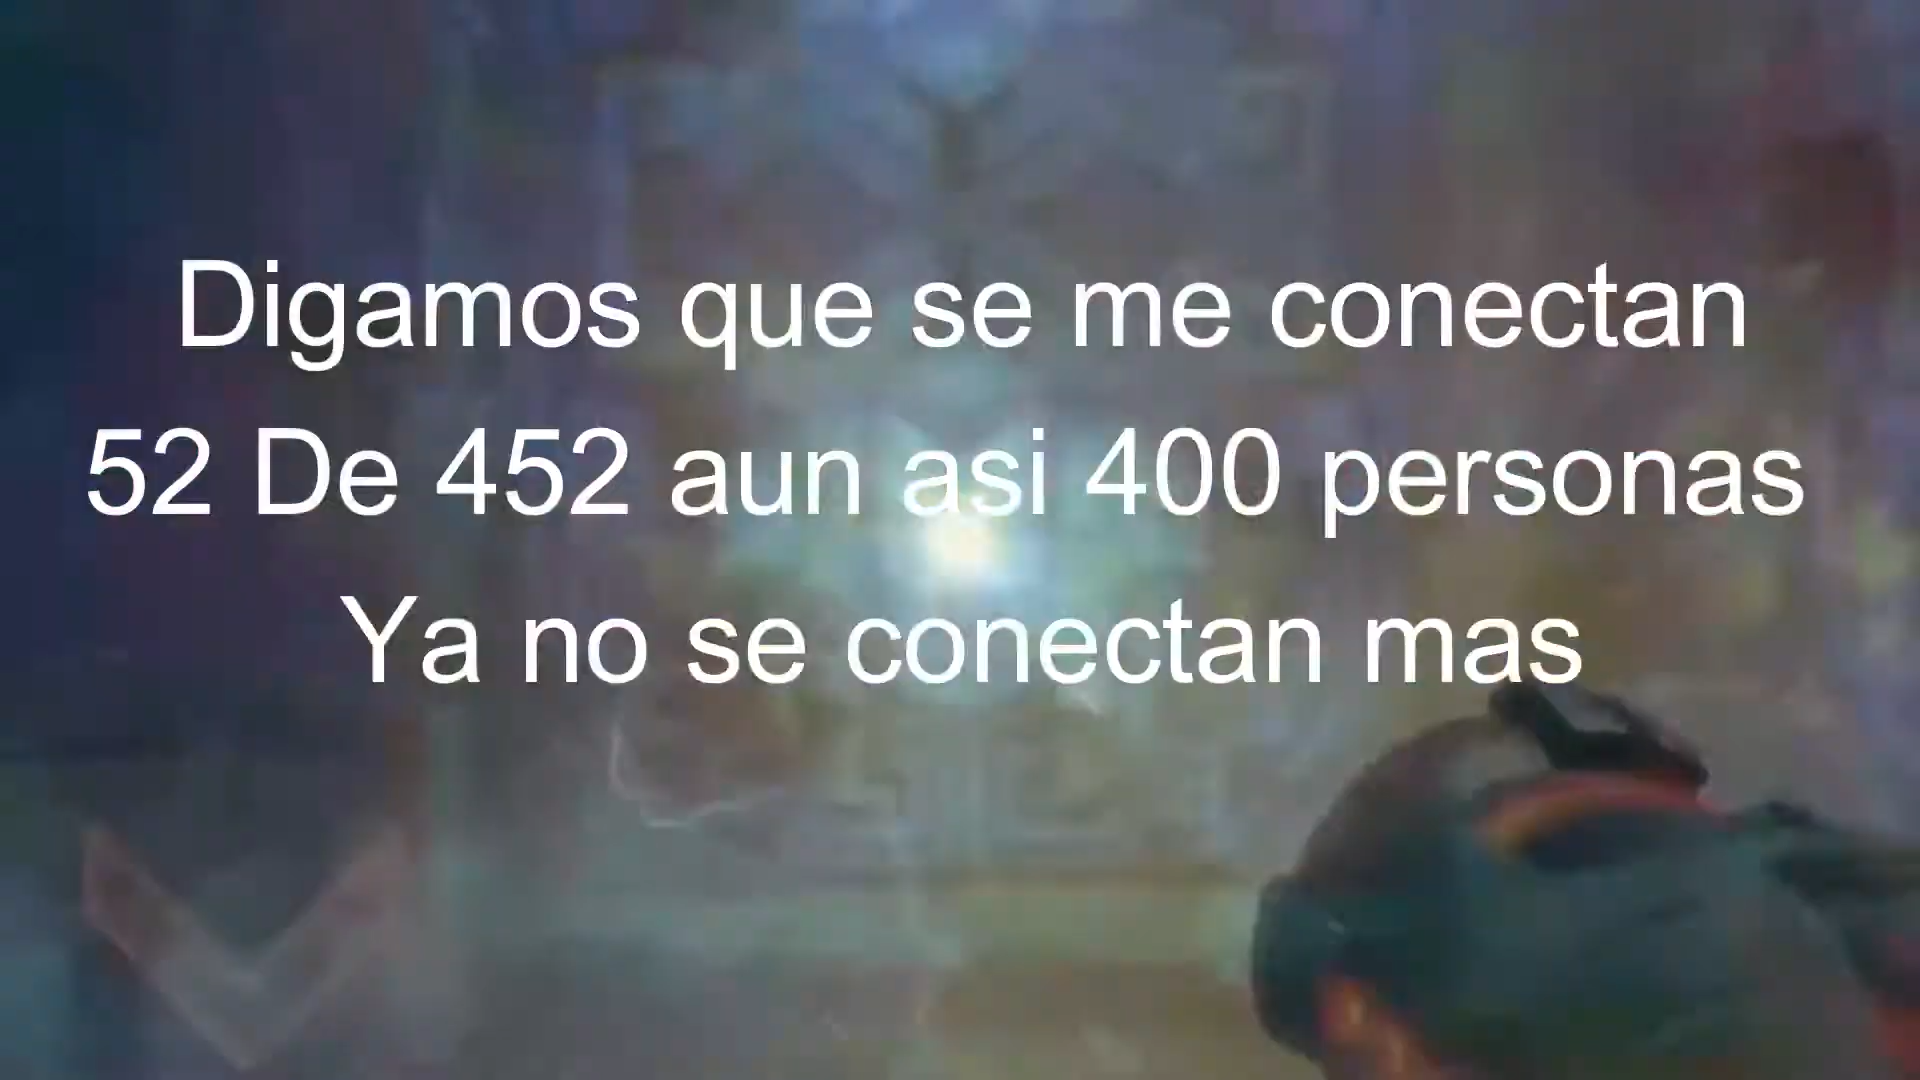 Digamos que se me conectan
52 De 452 aun asi 400 personas
Ya no se conectan mas